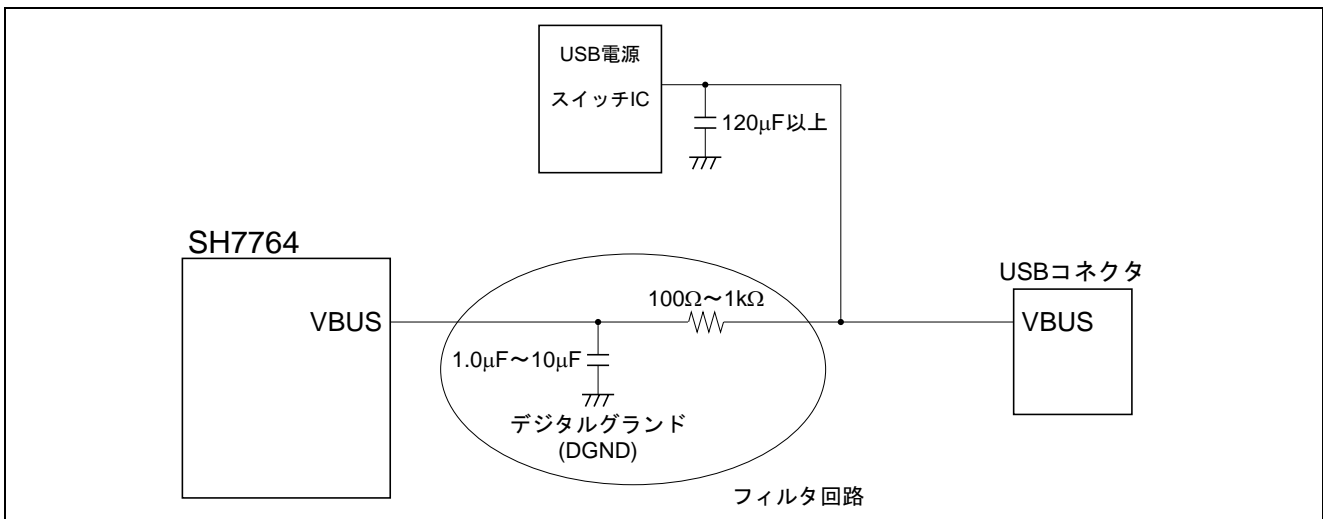 USB電源
スイッチIC
120μF以上
SH7764
USBコネクタ
VBUS
100Ω～1kΩ
VBUS
1.0μF～10μF
デジタルグランド
(DGND)
フィルタ回路